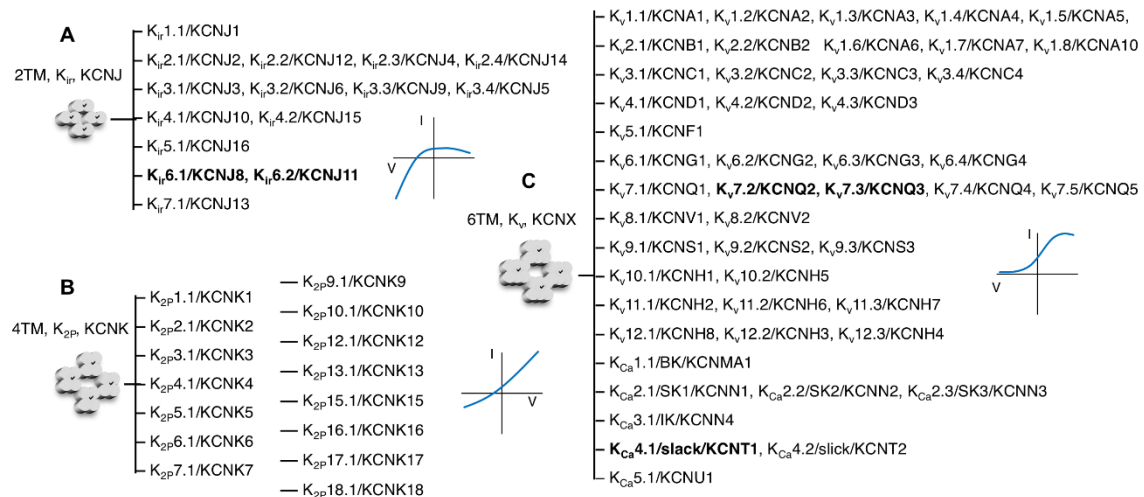 A
2TM, Kir, KCNJ
Kir1.1/KCNJ1
Kir2.1/KCNJ2, Kir2.2/KCNJ12, Kir2.3/KCNJ4, Kir2.4/KCNJ14
Kir3.1/KCNJ3, Kir3.2/KCNJ6, Kir3.3/KCNJ9, Kir3.4/KCNJ5
Kir4.1/KCNJ10, Kir4.2/KCNJ15
Kir5.1/KCNJ16
Kir6.1/KCNJ8, Kir6.2/KCNJ11
Kir7.1/KCNJ13
I
V
B
4TM, K2P, KCNK
K2P1.1/KCNK1
K2P2.1/KCNK2
K2P3.1/KCNK3
K2P4.1/KCNK4
K2P5.1/KCNK5
K2P6.1/KCNK6
K2P7.1/KCNK7
K2P9.1/KCNK9
K2P10.1/KCNK10
K2P12.1/KCNK12
K2P13.1/KCNK13
K2P15.1/KCNK15
K2P16.1/KCNK16
K2P17.1/KCNK17
K2P18.1/KCNK18
I
V
C
6TM, Kv, KCNX
Kv1.1/KCNA1, Kv1.2/KCNA2, Kv1.3/KCNA3, Kv1.4/KCNA4, Kv1.5/KCNA5,
Kv2.1/KCNB1, Kv2.2/KCNB2 Kv1.6/KCNA6, Kv1.7/KCNA7, Kv1.8/KCNA10
Kv3.1/KCNC1, Kv3.2/KCNC2, Kv3.3/KCNC3, Kv3.4/KCNC4
Kv4.1/KCND1, Kv4.2/KCND2, Kv4.3/KCND3
Kv5.1/KCNF1
Kv6.1/KCNG1, Kv6.2/KCNG2, Kv6.3/KCNG3, Kv6.4/KCNG4
Kv7.1/KCNQ1, Kv7.2/KCNQ2, Kv7.3/KCNQ3, Kv7.4/KCNQ4, Kv7.5/KCNQ5
Kv8.1/KCNV1, Kv8.2/KCNV2
Kv9.1/KCNS1, Kv9.2/KCNS2, Kv9.3/KCNS3
Kv10.1/KCNH1, Kv10.2/KCNH5
Kv11.1/KCNH2, Kv11.2/KCNH6, Kv11.3/KCNH7
Kv12.1/KCNH8, Kv12.2/KCNH3, Kv12.3/KCNH4
KCa1.1/BK/KCNMA1
KCa2.1/SK1/KCNN1, KCa2.2/SK2/KCNN2, KCa2.3/SK3/KCNN3
KCa3.1/IK/KCNN4
KCa4.1/slack/KCNT1, KCa4.2/slick/KCNT2
KCa5.1/KCNU1
I
V